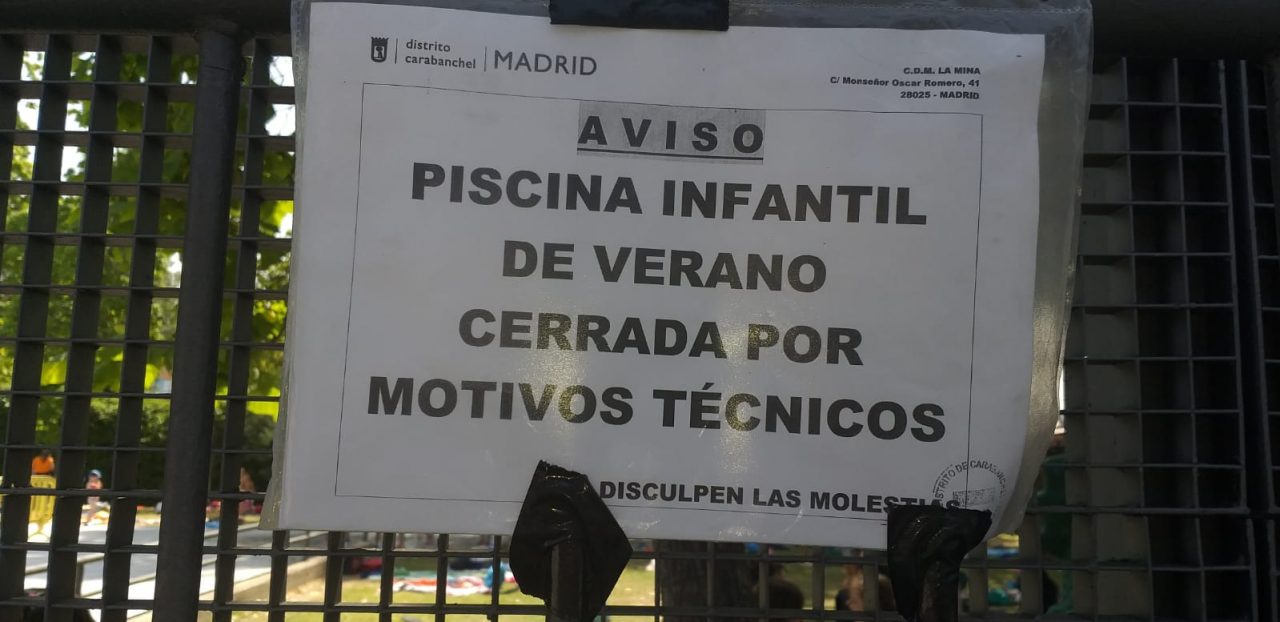 distrito
carabanchel
MADRID
C.D.M. LA MINA
C/ Monseñor Oscar Romero, 41
28025 - MADRID
AVISO
PISCINA INFANTIL
DE VERANO
CERRADA POR
MOTIVOS TÉCNICOS
DISCULPEN LAS MOLESTIAS